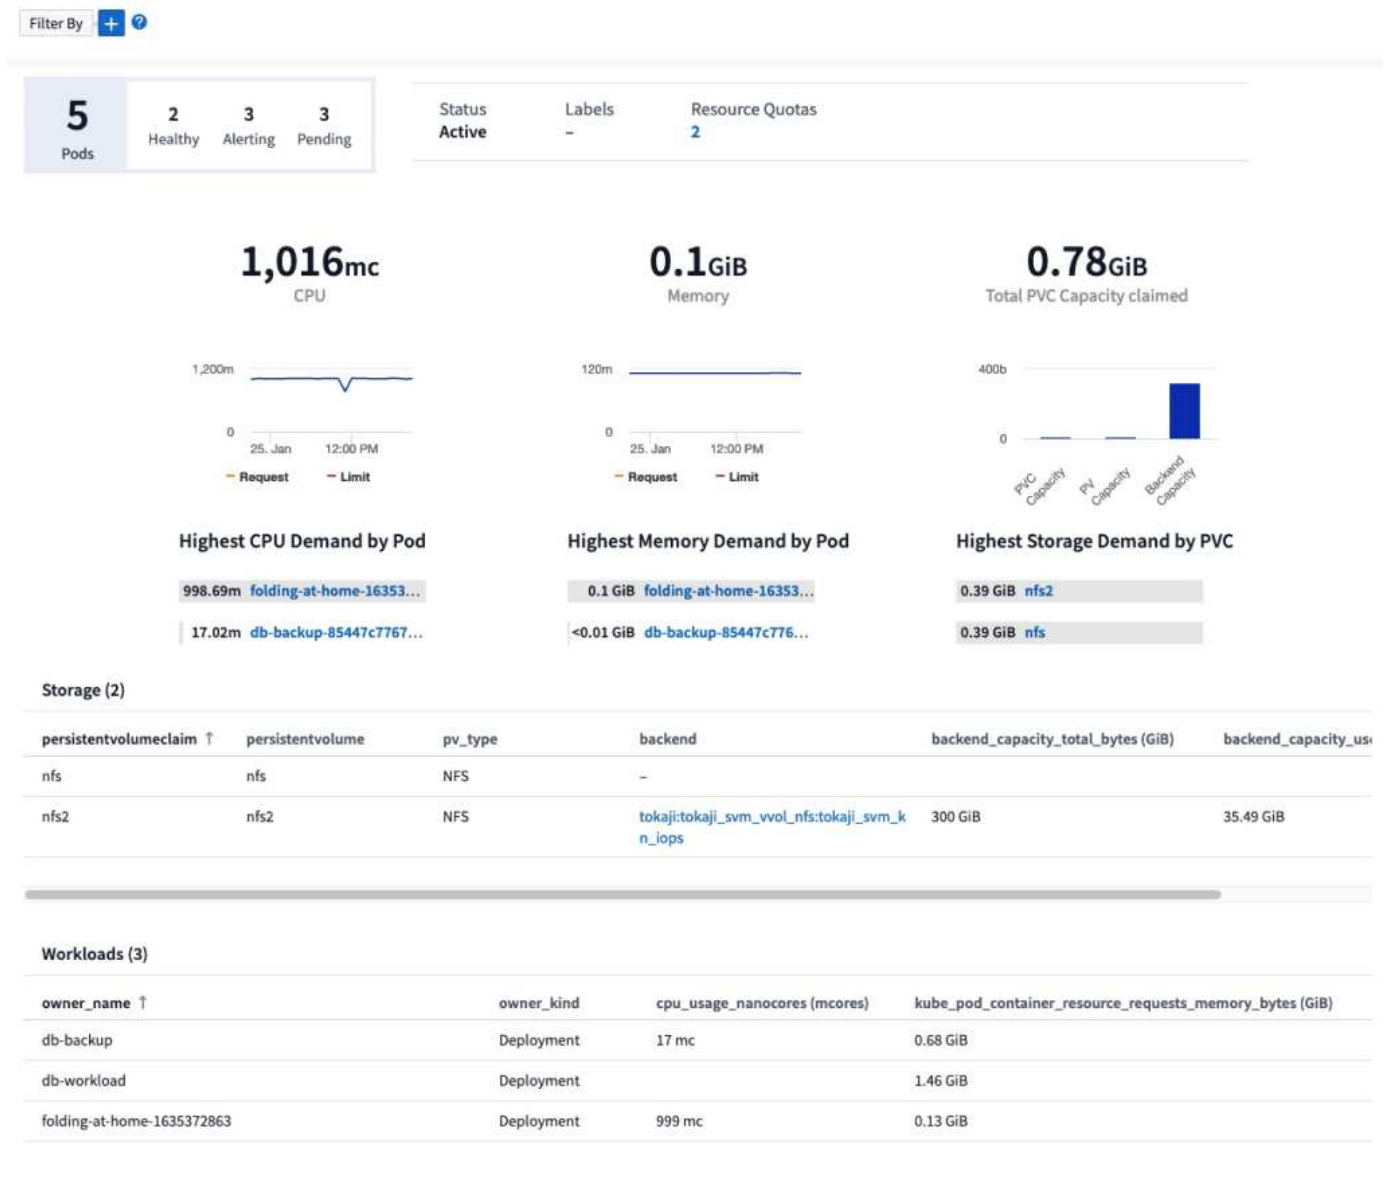 Filter By + ?
5 Pods
2 Healthy
3 Alerting
3 Pending
Status Active
Labels –
Resource Quotas 2
1,016mc
CPU
1,200m
0
25. Jan 12:00 PM
Request Limit
0.1GiB
Memory
120m
0
25. Jan 12:00 PM
Request Limit
0.78GiB
Total PVC Capacity claimed
400b
0
PVC Capacity
PV Capacity
Backend Capacity
Highest CPU Demand by Pod
998.69m folding-at-home-16353...
17.02m db-backup-85447c7767...
Highest Memory Demand by Pod
0.1 GiB folding-at-home-16353...
<0.01 GiB db-backup-85447c776...
Highest Storage Demand by PVC
0.39 GiB nfs2
0.39 GiB nfs
Storage (2)
persistentvolumeclaim ↑ persistentvolume pv_type backend backend_capacity_total_bytes (GiB) backend_capacity_us
nfs nfs NFS –
nfs2 nfs2 NFS tokaji:tokaji_svm_vvol_nfs:tokaji_svm_k 300 GiB 35.49 GiB
n_iops
Workloads (3)
owner_name ↑ owner_kind cpu_usage_nanocores (mcores) kube_pod_container_resource_requests_memory_bytes (GiB)
db-backup Deployment 17 mc 0.68 GiB
db-workload Deployment 1.46 GiB
folding-at-home-1635372863 Deployment 999 mc 0.13 GiB